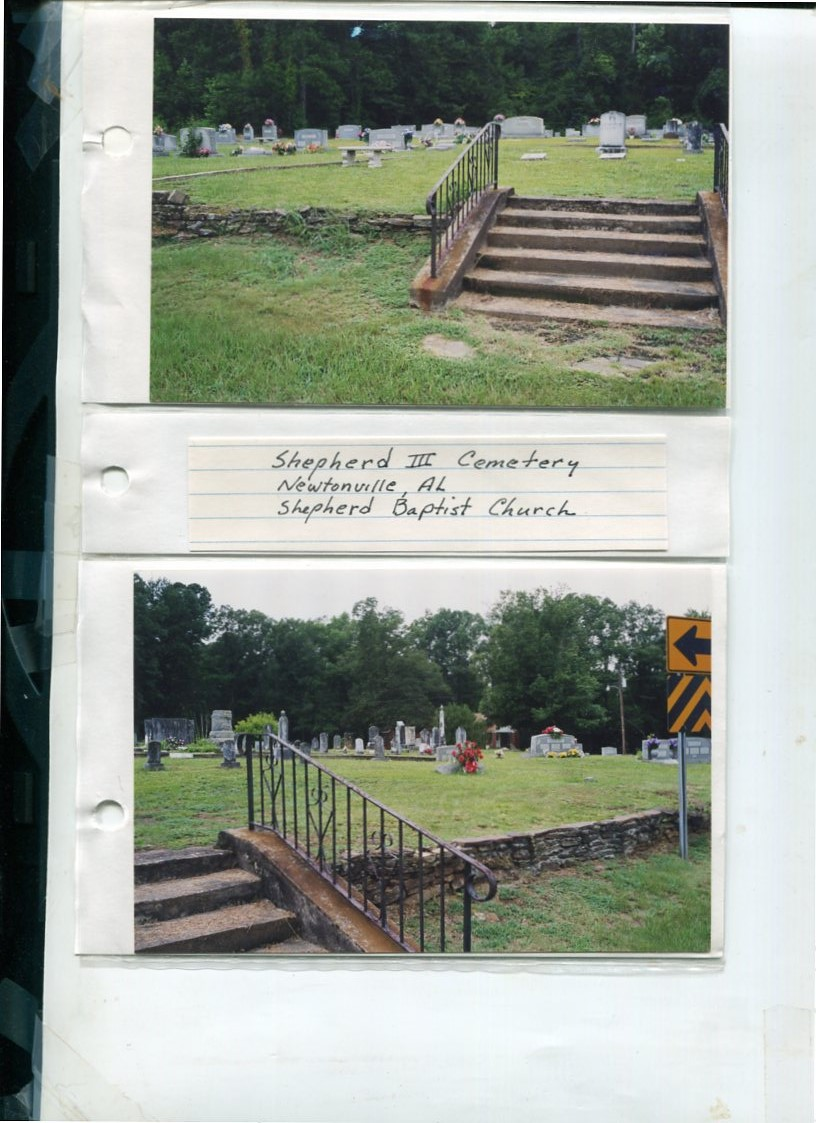 Shepherd III Cemetery
Newtonville, AL
Shepherd Baptist Church